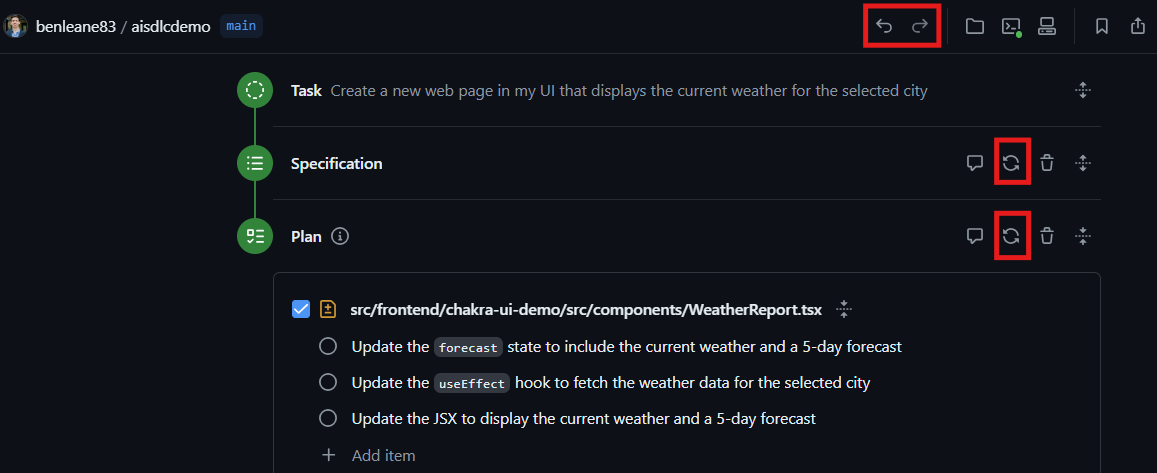 benleane83 / aisdlcdemo main
Task Create a new web page in my UI that displays the current weather for the selected city
Specification
Plan
src/frontend/chakra-ui-demo/src/components/WeatherReport.tsx
Update the forecast state to include the current weather and a 5-day forecast
Update the useEffect hook to fetch the weather data for the selected city
Update the JSX to display the current weather and a 5-day forecast
Add item